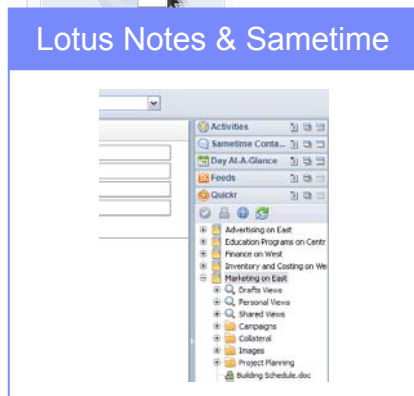 Lotus Notes & Sametime
Activities
Sametime Conta...
Day-At-A-Glance
Feeds
Quickr
Advertising on East
Education Programs on Centr
Finance on West
Inventory and Costing on We
Marketing on East
Drafts Views
Personal Views
Shared Views
Campaigns
Collateral
Images
Project Planning
Building Schedule.doc